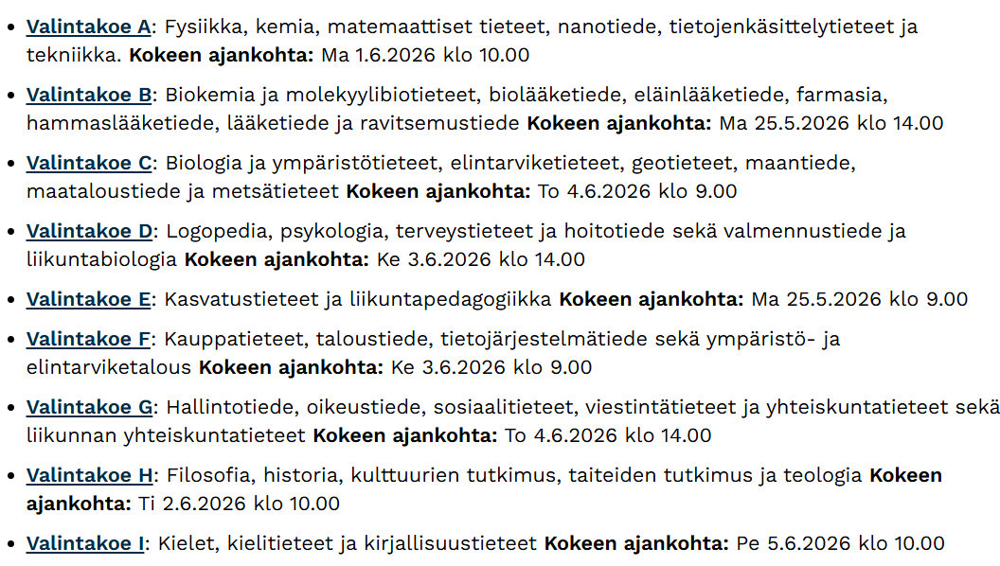 • Valintakoe A: Fysiikka, kemia, matemaattiset tieteet, nanotiede, tietojenkäsittelytieteet ja
tekniikka. Kokeen ajankohta: Ma 1.6.2026 klo 10.00
• Valintakoe B: Biokemia ja molekyylibiotieteet, biolääketiede, eläinlääketiede, farmasia,
hammaslääketiede, lääketiede ja ravitsemustiede Kokeen ajankohta: Ma 25.5.2026 klo 14.00
• Valintakoe C: Biologia ja ympäristötieteet, elintarviketieteet, geotieteet, maantiede,
maataloustiede ja metsätieteet Kokeen ajankohta: To 4.6.2026 klo 9.00
• Valintakoe D: Logopedia, psykologia, terveystieteet ja hoitotiede sekä valmennustiede ja
liikuntabiologia Kokeen ajankohta: Ke 3.6.2026 klo 14.00
• Valintakoe E: Kasvatustieteet ja liikuntapedagogiikka Kokeen ajankohta: Ma 25.5.2026 klo 9.00
• Valintakoe F: Kauppatieteet, taloustiede, tietojärjestelmätiede sekä ympäristö- ja
elintarviketalous Kokeen ajankohta: Ke 3.6.2026 klo 9.00
• Valintakoe G: Hallintotiede, oikeustiede, sosiaalitieteet, viestintätieteet ja yhteiskuntatieteet sekä
liikunnan yhteiskuntatieteet Kokeen ajankohta: To 4.6.2026 klo 14.00
• Valintakoe H: Filosofia, historia, kulttuurien tutkimus, taiteiden tutkimus ja teologia Kokeen
ajankohta: Ti 2.6.2026 klo 10.00
• Valintakoe I: Kielet, kielitieteet ja kirjallisuustieteet Kokeen ajankohta: Pe 5.6.2026 klo 10.00